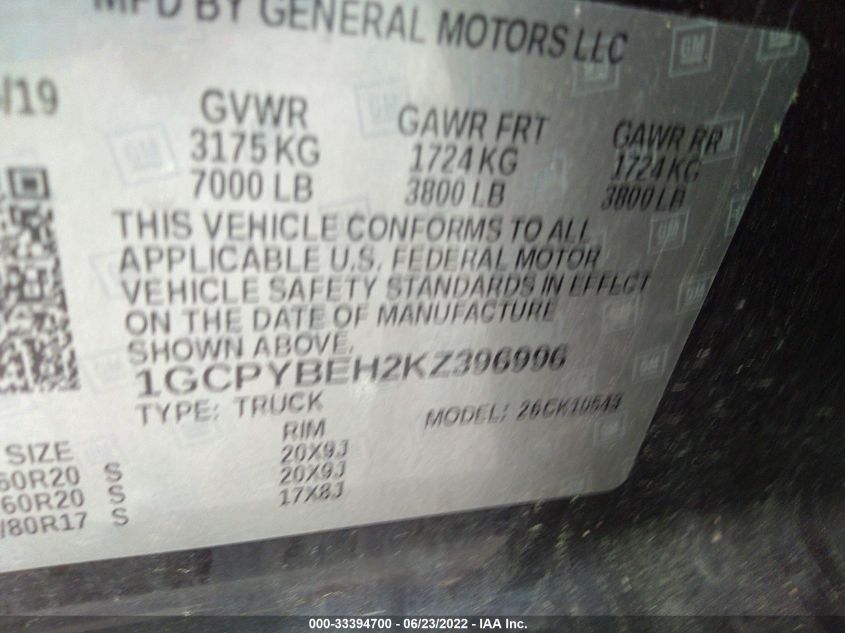 MFD BY GENERAL MOTORS LLC
/19
GVWR GAWR FRT GAWR RR
3175 KG 1724 KG 1724 KG
7000 LB 3800 LB 3800 LB
THIS VEHICLE CONFORMS TO ALL
APPLICABLE U.S. FEDERAL MOTOR
VEHICLE SAFETY STANDARDS IN EFFECT
ON THE DATE OF MANUFACTURE
SHOWN ABOVE.
1GCPYBEH2KZ396996
TYPE: TRUCK MODEL: 26CK10543
SIZE RIM
60R20 S 20X9J
60R20 S 20X9J
/80R17 S 17X8J
000-33394700 - 06/23/2022 - IAA Inc.